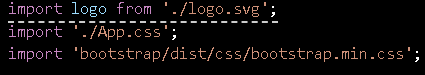 import logo from './logo.svg';
import './App.css';
import 'bootstrap/dist/css/bootstrap.min.css';